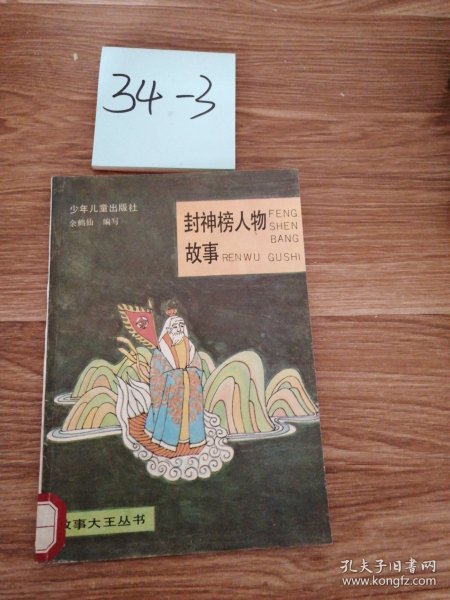 34-3
少年儿童出版社
余鹤仙 编写
封神榜人物
故事
FENG
SHEN
BANG
RENWU GUSHI
故事大王丛书
孔夫子旧书网
www.kongfz.com